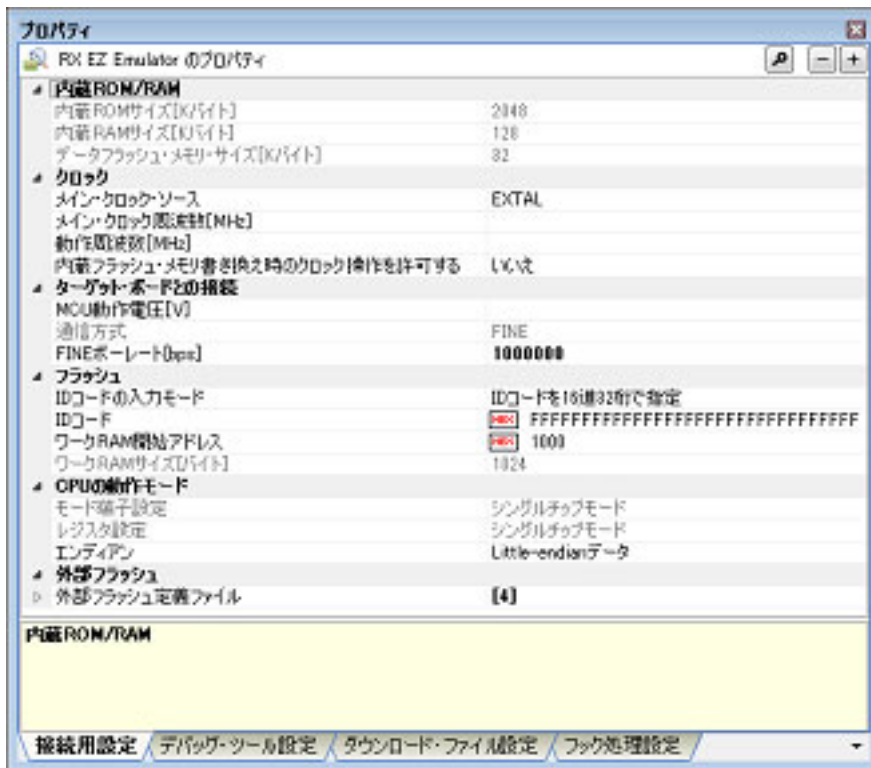 プロパティ
RX EZ Emulator のプロパティ
内蔵ROM/RAM
内蔵ROMサイズ[Kバイト] 2048
内蔵RAMサイズ[Kバイト] 128
データフラッシュ・メモリ・サイズ[Kバイト] 32
クロック
メイン・クロック・ソース EXTAL
メイン・クロック周波数[MHz]
動作周波数[MHz]
内蔵フラッシュ・メモリ書き換え時のクロック操作を許可する いいえ
ターゲット・ボードとの接続
MCU動作電圧[V]
通信方式 FINE
FINEボーレート[bps] 1000000
フラッシュ
IDコードの入力モード IDコードを16進32桁で指定
IDコード HEX FFFFFFFFFFFFFFFFFFFFFFFFFFFFFFFF
ワークRAM開始アドレス HEX 1000
ワークRAMサイズ[バイト] 1024
CPUの動作モード
モード端子設定 シングルチップモード
レジスタ設定 シングルチップモード
エンディアン Little-endianデータ
外部フラッシュ
外部フラッシュ定義ファイル [4]
内蔵ROM/RAM
接続用設定 デバッグ・ツール設定 ダウンロード・ファイル設定 フック処理設定